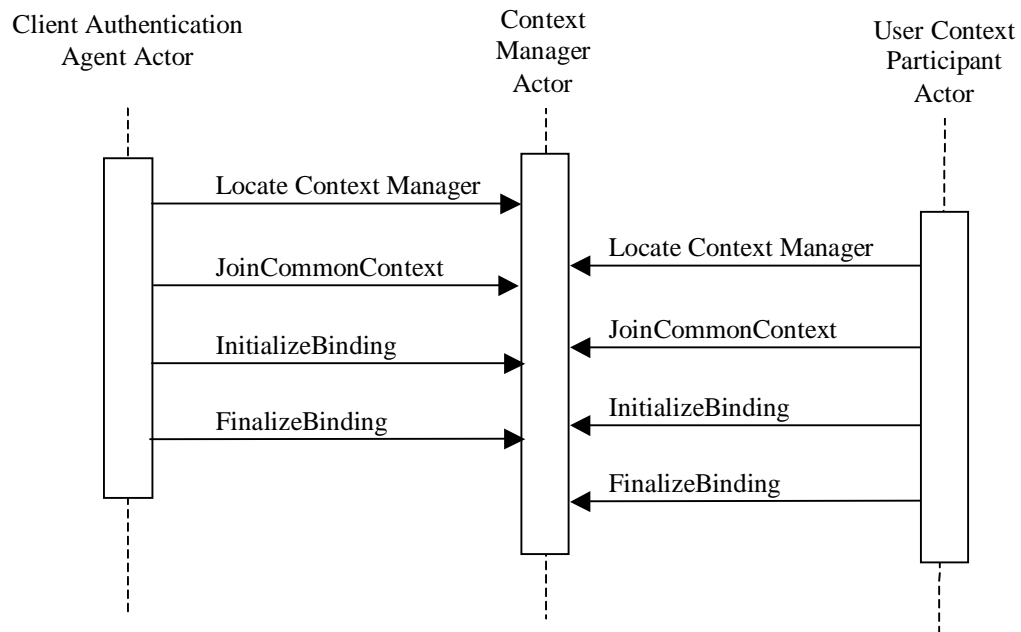 Client Authentication
Agent Actor
Context
Manager
Actor
User Context
Participant
Actor
Locate Context Manager
Locate Context Manager
JoinCommonContext
JoinCommonContext
InitializeBinding
InitializeBinding
FinalizeBinding
FinalizeBinding